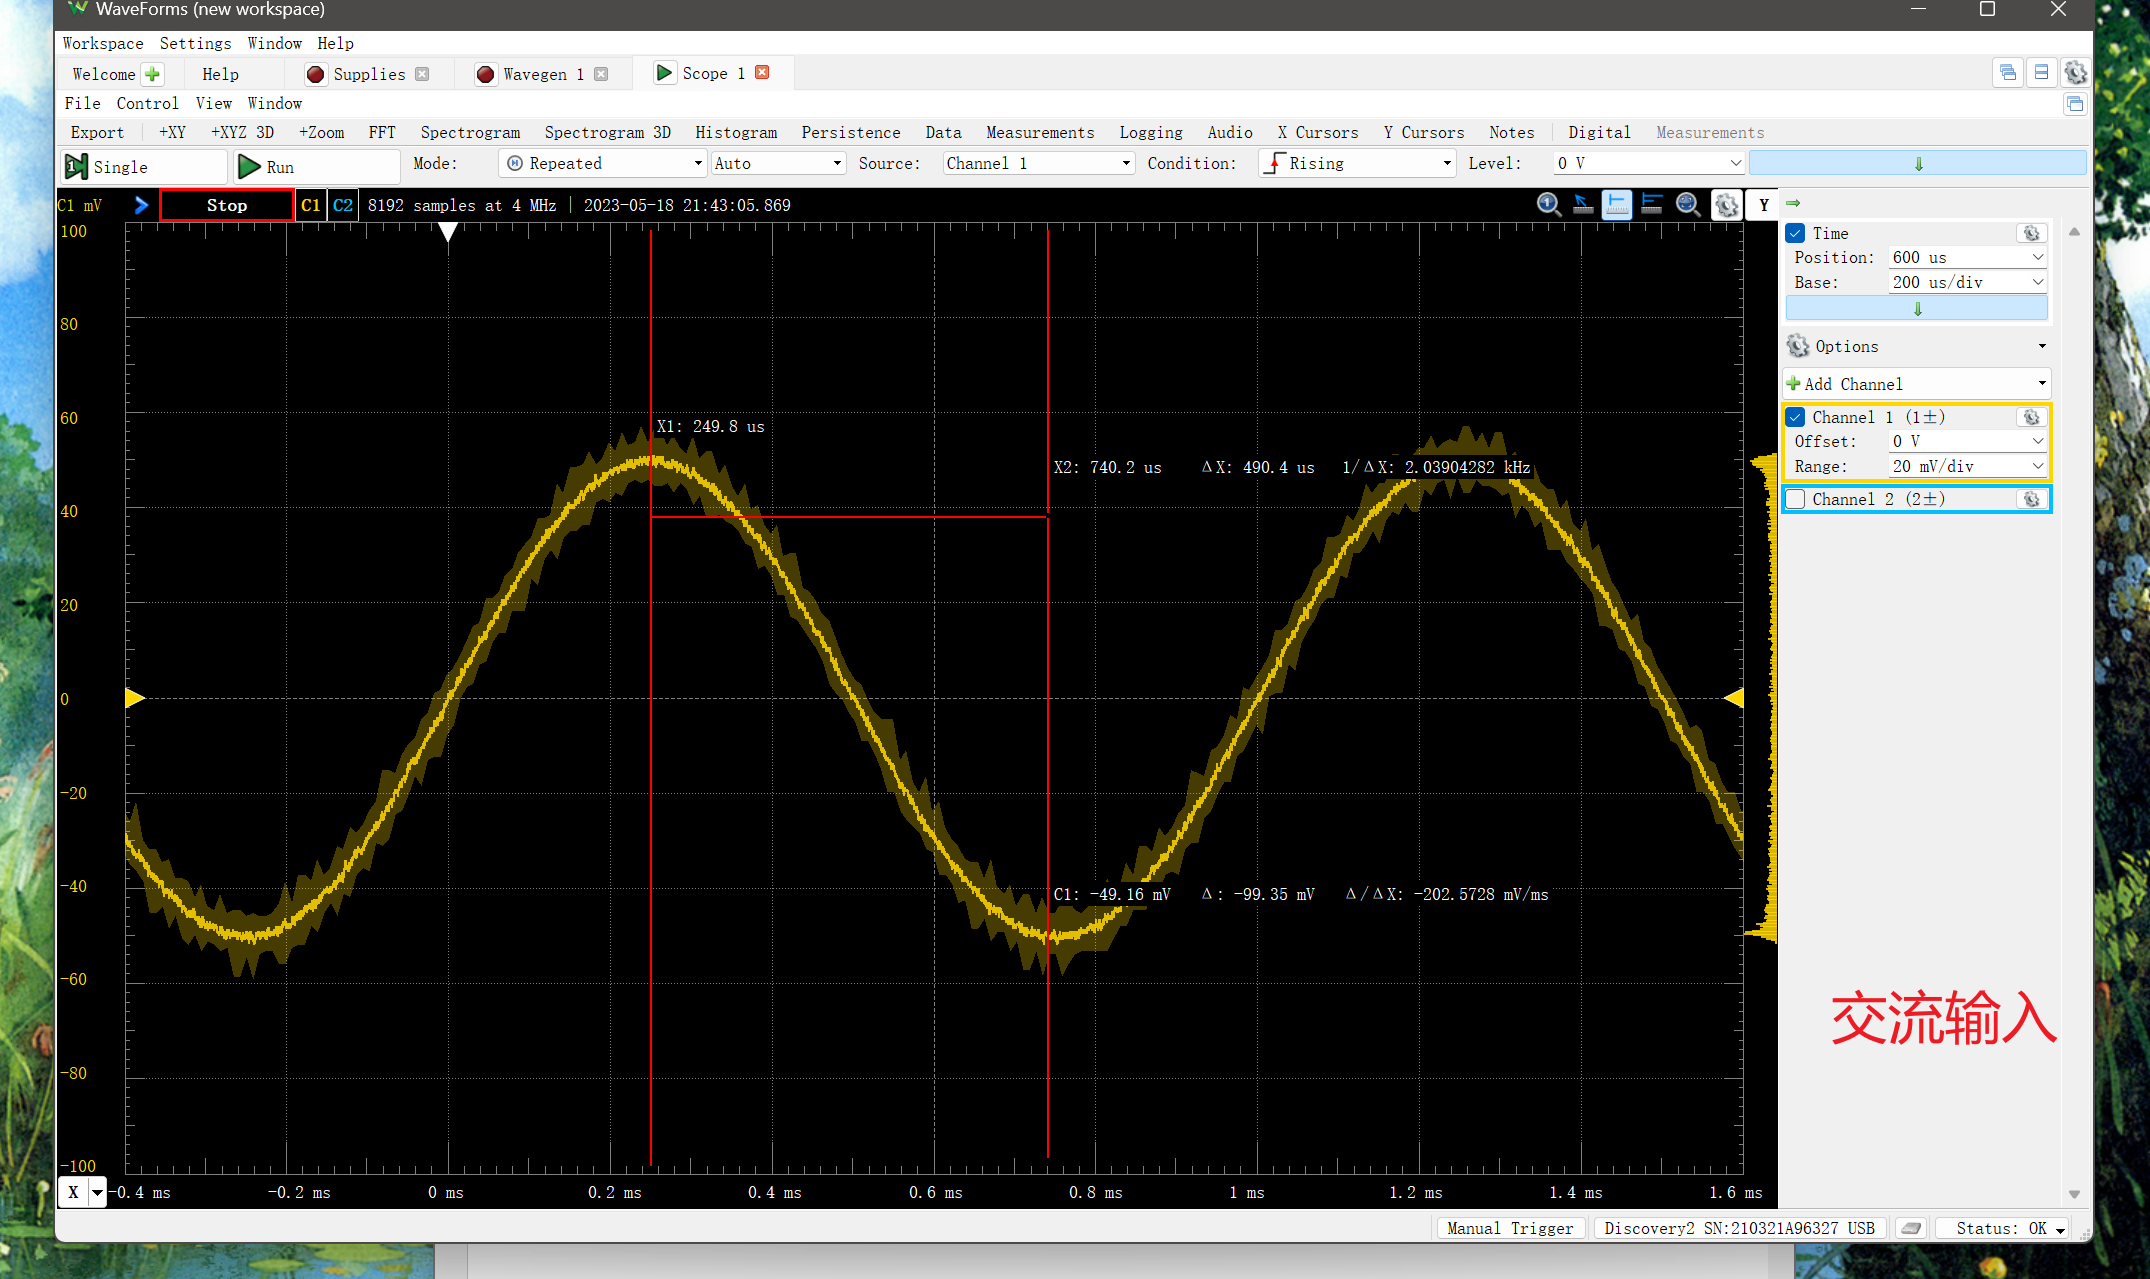 WaveForms (new workspace)
Workspace Settings Window Help
Welcome Help Supplies Wavegen 1 Scope 1
File Control View Window
Export +XY +XYZ 3D +Zoom FFT Spectrogram Spectrogram 3D Histogram Persistence Data Measurements Logging Audio X Cursors Y Cursors Notes Digital Measurements
Single Run Mode: Repeated Auto Source: Channel 1 Condition: Rising Level: 0 V
C1 mV Stop C1 C2 8192 samples at 4 MHz | 2023-05-18 21:43:05.869 Y
100
80
60
40
20
0
-20
-40
-60
-80
-100
X1: 249.8 us
X2: 740.2 us ΔX: 490.4 us 1/ΔX: 2.03904282 kHz
C1: -49.16 mV Δ: -99.35 mV Δ/ΔX: -202.5728 mV/ms
X -0.4 ms -0.2 ms 0 ms 0.2 ms 0.4 ms 0.6 ms 0.8 ms 1 ms 1.2 ms 1.4 ms 1.6 ms
Time
Position: 600 us
Base: 200 us/div
Options
Add Channel
Channel 1 (1±)
Offset: 0 V
Range: 20 mV/div
Channel 2 (2±)
交流输入
Manual Trigger Discovery2 SN:210321A96327 USB Status: OK